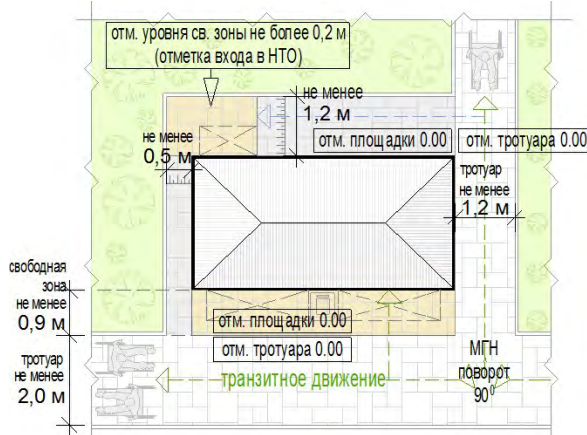 отм. уровня св. зоны не более 0,2 м
(отметка входа в НТО)
не менее
1,2 м
не менее
0,5 м
отм. площадки 0.00
отм. тротуара 0.00
тротуар
не менее
1,2 м
свободная
зона
не менее
0,9 м
отм. площадки 0.00
отм. тротуара 0.00
тротуар
не менее
2,0 м
транзитное движение
МГН
поворот
90⁰